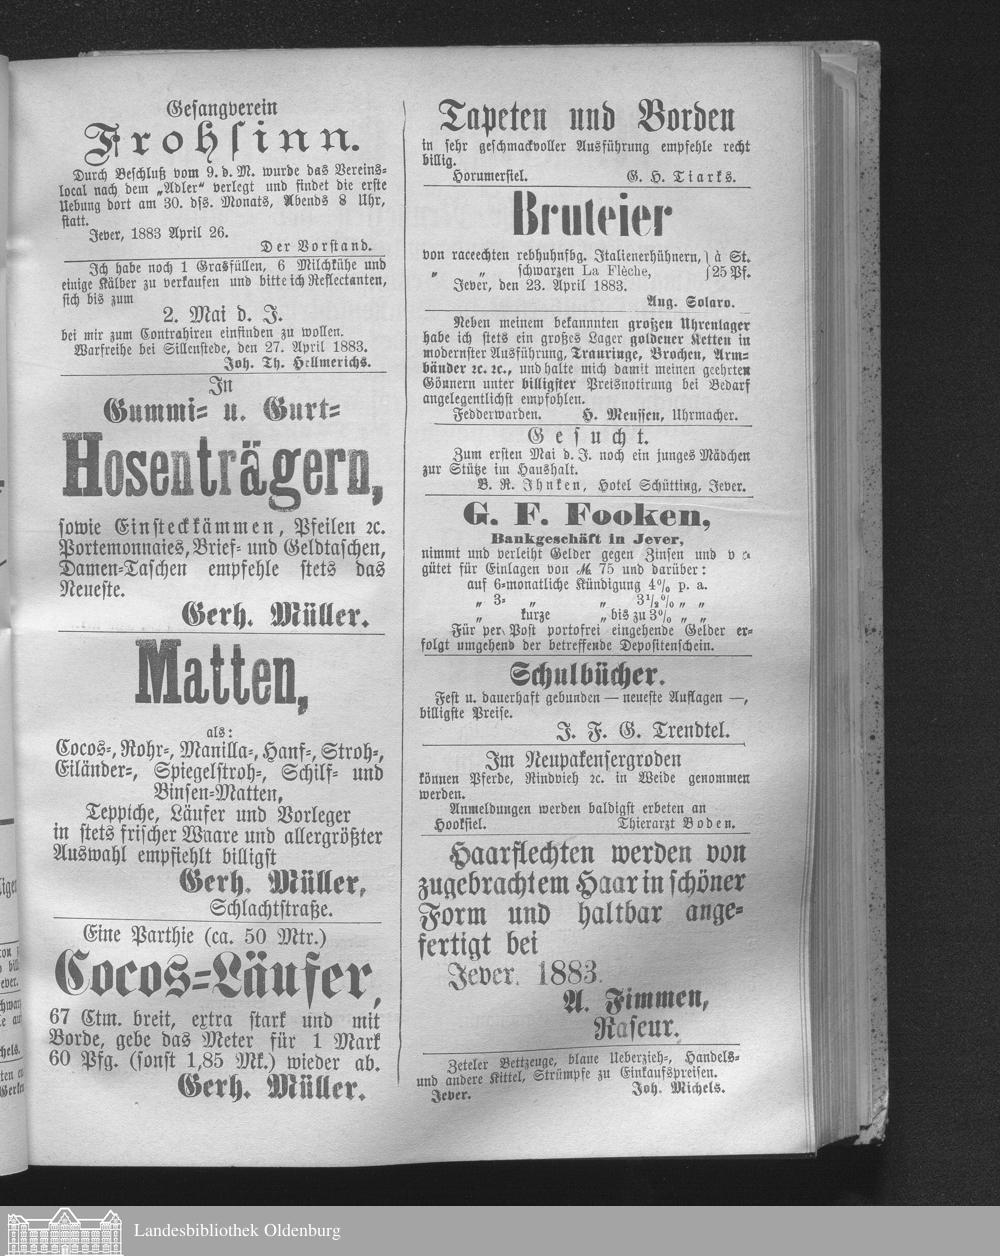 Gesangverein
Frohsinn.
Durch Beschluß vom 9. d. M. wurde das Vereins-
local nach dem „Adler“ verlegt und findet die erste
Uebung dort am 30. dss. Monats, Abends 8 Uhr,
statt.
Jever, 1883 April 26.
Der Vorstand.
Ich habe noch 1 Grasfüllen, 6 Milchkühe und
einige Kälber zu verkaufen und bitte ich Reflectanten,
sich bis zum
2. Mai d. J.
bei mir zum Contrahiren einfinden zu wollen.
Warfreihe bei Sillenstede, den 27. April 1883.
Joh. Th. Hellmerichs.
In
Gummi- u. Gurt-
Hosenträgern,
sowie Einsteckkämmen, Pfeilen ꝛc.
Portemonnaies, Brief- und Geldtaschen,
Damen-Taschen empfehle stets das
Neueste.
Gerh. Müller.
Matten,
als:
Cocos-, Rohr-, Manilla-, Hanf-, Stroh-,
Eiländer-, Spiegelstroh-, Schilf- und
Binsen-Matten,
Teppiche, Läufer und Vorleger
in stets frischer Waare und allergrößter
Auswahl empfiehlt billigst
Gerh. Müller,
Schlachtstraße.
Eine Parthie (ca. 50 Mtr.)
Cocos-Läufer,
67 Ctm. breit, extra stark und mit
Borde, gebe das Meter für 1 Mark
60 Pfg. (sonst 1,85 Mk.) wieder ab.
Gerh. Müller.
Tapeten und Borden
in sehr geschmackvoller Ausführung empfehle recht
billig.
Horumersiel. G. H. Tiarks.
Bruteier
von raceechten rebhuhnfbg. Italienerhühnern, } à St.
„ „ schwarzen La Flèche, } 25 Pf.
Jever, den 23. April 1883.
Aug. Solaro.
Neben meinem bekannnten großen Uhrenlager
habe ich stets ein großes Lager goldener Ketten in
modernster Ausführung, Trauringe, Brochen, Arm-
bänder ꝛc. ꝛc., und halte mich damit meinen geehrten
Gönnern unter billigster Preisnotirung bei Bedarf
angelegentlichst empfohlen.
Fedderwarden. H. Menssen, Uhrmacher.
Gesucht.
Zum ersten Mai d. J. noch ein junges Mädchen
zur Stütze im Haushalt.
B. R. Ihnken, Hotel Schütting, Jever.
G. F. Fooken,
Bankgeschäft in Jever,
nimmt und verleiht Gelder gegen Zinsen und v
gütet für Einlagen von ℳ 75 und darüber:
auf 6-monatliche Kündigung 4% p. a.
„ 3- „ „ 3½% „ „
„ kurze „ bis zu 3% „ „
Für per Post portofrei eingehende Gelder er-
folgt umgehend der betreffende Depositenschein.
Schulbücher.
Fest u. dauerhaft gebunden — neueste Auflagen —,
billigste Preise.
J. F. G. Trendtel.
Im Neupakensergroden
können Pferde, Rindvieh ꝛc. in Weide genommen
werden.
Anmeldungen werden baldigst erbeten an
Hooksiel. Thierarzt Boden.
Haarflechten werden von
zugebrachtem Haar in schöner
Form und haltbar ange-
fertigt bei
Jever. 1883.
A. Fimmen,
Raseur.
Zeteler Bettzeuge, blaue Ueberzieh-, Handels-
und andere Kittel, Strümpfe zu Einkaufspreisen.
Jever. Joh. Michels.
Landesbibliothek Oldenburg